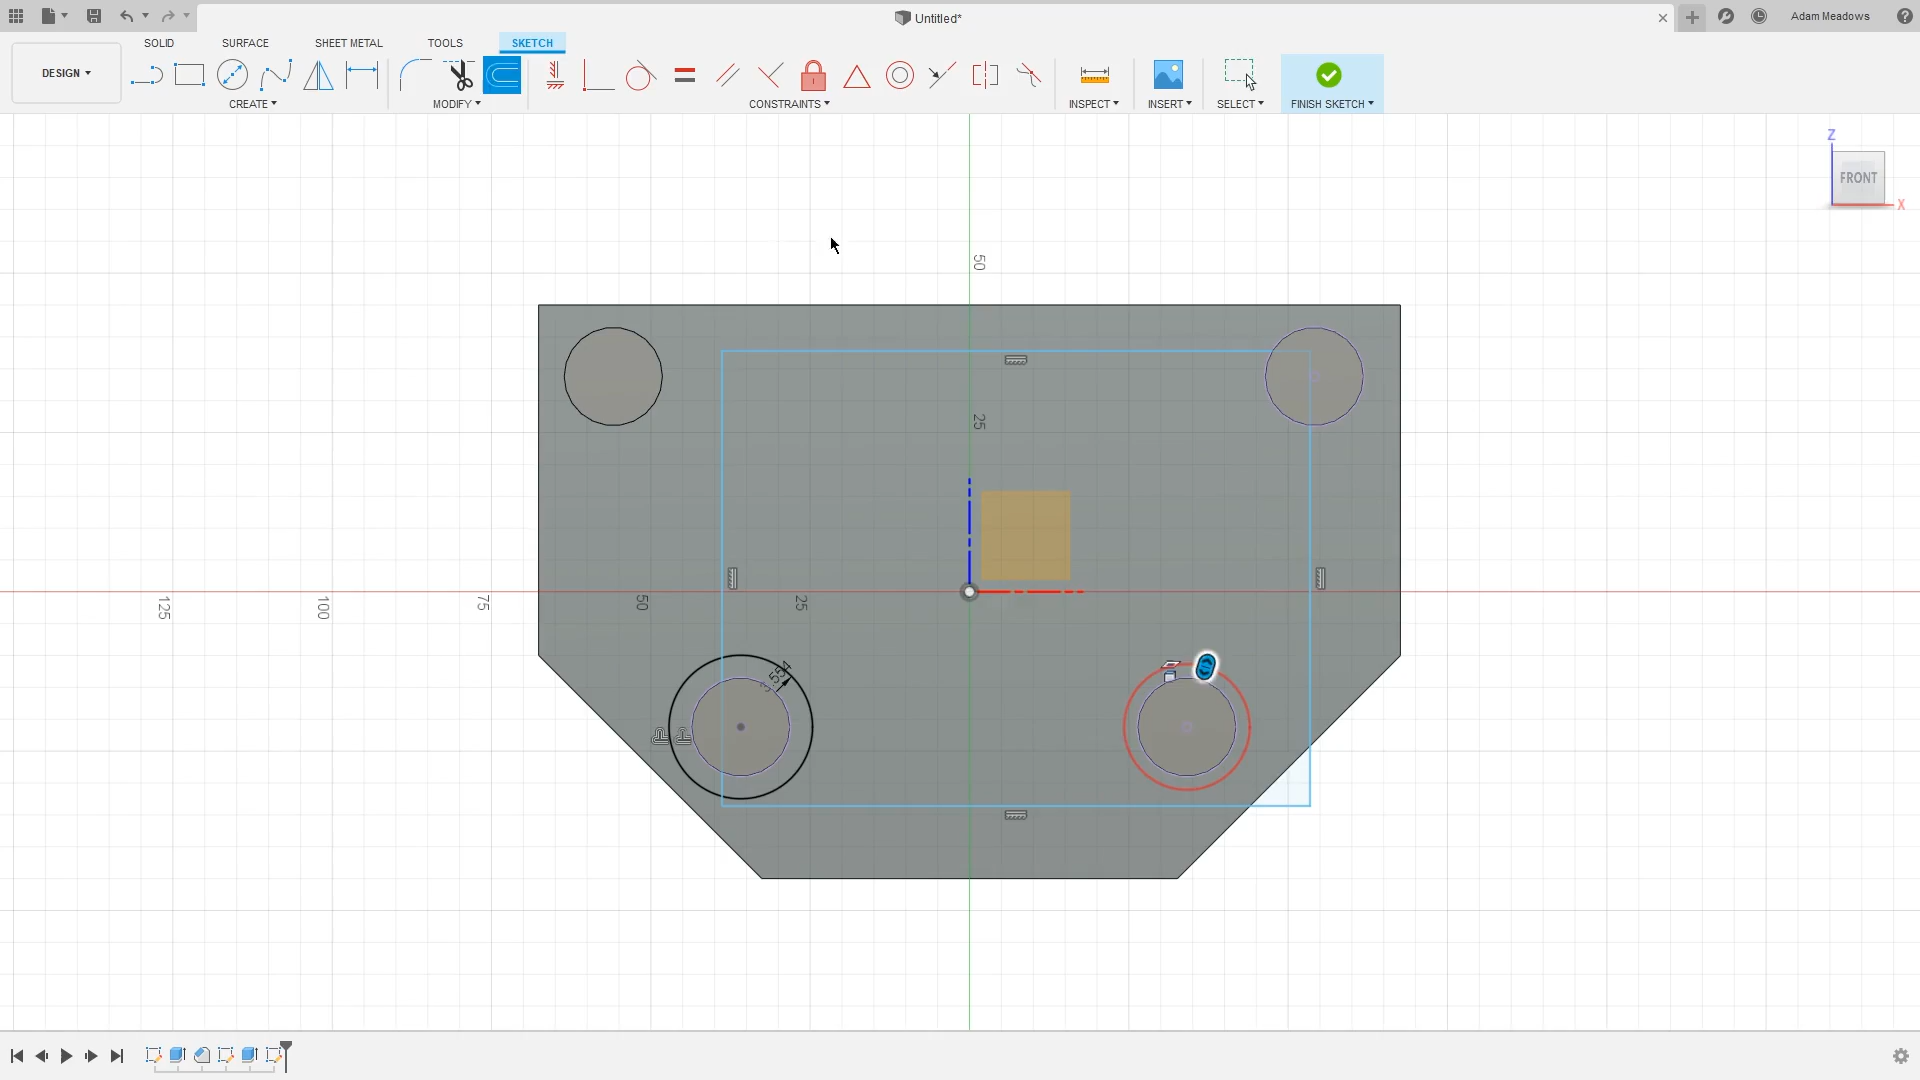 Untitled*
Adam Meadows
DESIGN
SOLID
SURFACE
SHEET METAL
TOOLS
SKETCH
CREATE
MODIFY
CONSTRAINTS
INSPECT
INSERT
SELECT
FINISH SKETCH
Z
FRONT
X
50
25
125
100
75
50
25